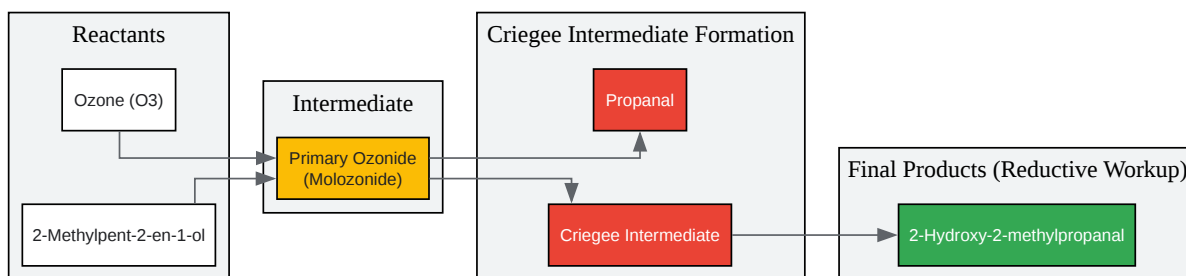 Reactants
Ozone (O3)
2-Methylpent-2-en-1-ol
Intermediate
Primary Ozonide
(Molozonide)
Criegee Intermediate Formation
Propanal
Criegee Intermediate
Final Products (Reductive Workup)
2-Hydroxy-2-methylpropanal